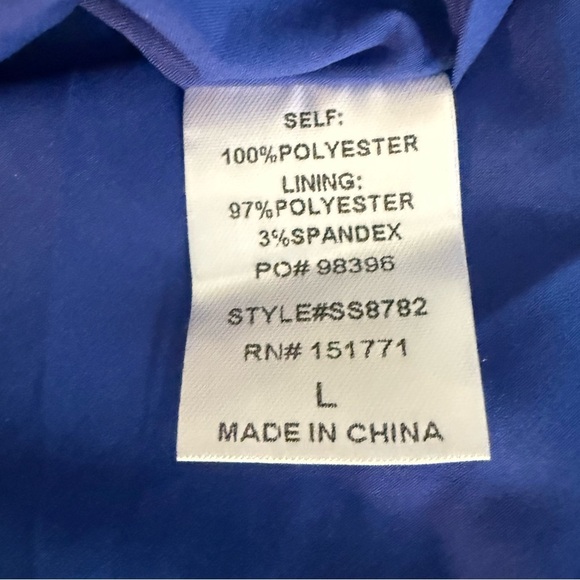 SELF:
100%POLYESTER
LINING:
97%POLYESTER
3%SPANDEX
PO# 98396
STYLE#SS8782
RN# 151771
L
MADE IN CHINA